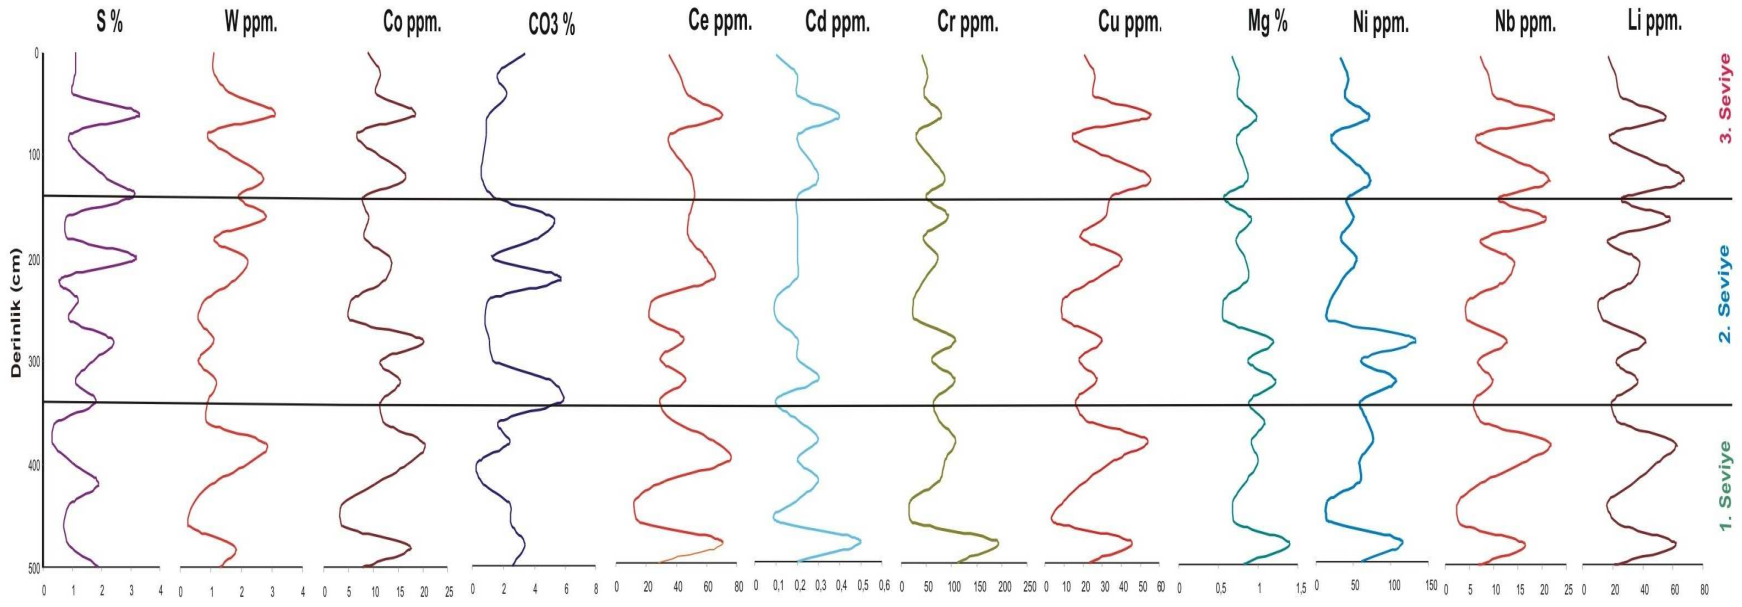 S % W ppm. Co ppm. CO3 % Ce ppm. Cd ppm. Cr ppm. Cu ppm. Mg % Ni ppm. Nb ppm. Li ppm.
0
100
200
300
400
500
Derinlik (cm)
3. Seviye
2. Seviye
1. Seviye
0 1 2 3 4
0 1 2 3 4
0 5 10 15 20 25
0 2 4 6 8
0 20 40 60 80
0 0,1 0,2 0,3 0,4 0,5 0,6
0 50 100 150 200 250
0 10 20 30 40 50 60
0 0,5 1 1,5
0 50 100 150
0 5 10 15 20 25
0 20 40 60 80